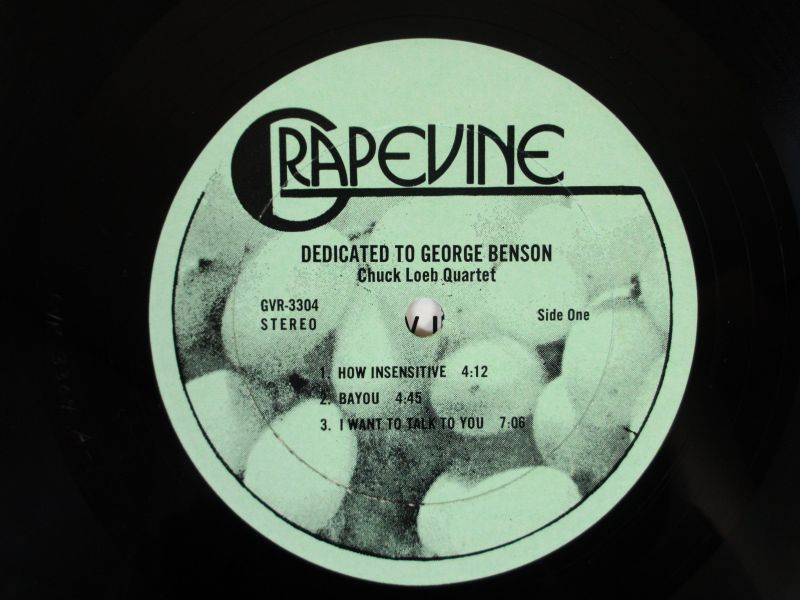 GRAPEVINE
DEDICATED TO GEORGE BENSON
Chuck Loeb Quartet
GVR-3304
STEREO
Side One
1. HOW INSENSITIVE 4:12
2. BAYOU 4:45
3. I WANT TO TALK TO YOU 7:06